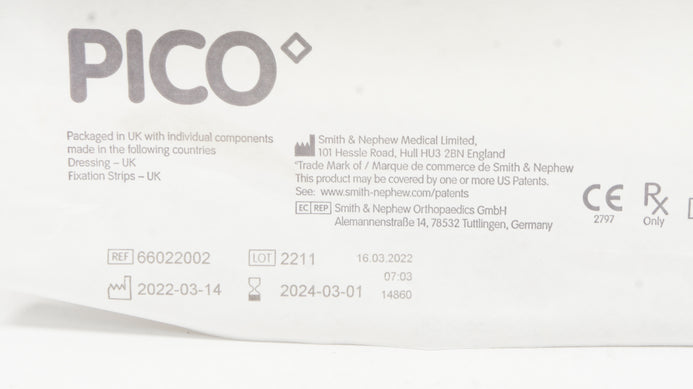 PICO
Packaged in UK with individual components
made in the following countries
Dressing – UK
Fixation Strips – UK
Smith & Nephew Medical Limited,
101 Hessle Road, Hull HU3 2BN England
°Trade Mark of / Marque de commerce de Smith & Nephew
This product may be covered by one or more US Patents.
See: www.smith-nephew.com/patents
EC REP Smith & Nephew Orthopaedics GmbH
Alemannenstraße 14, 78532 Tuttlingen, Germany
CE
2797
Rx
Only
REF 66022002
LOT 2211
16.03.2022
07:03
2022-03-14
2024-03-01
14860